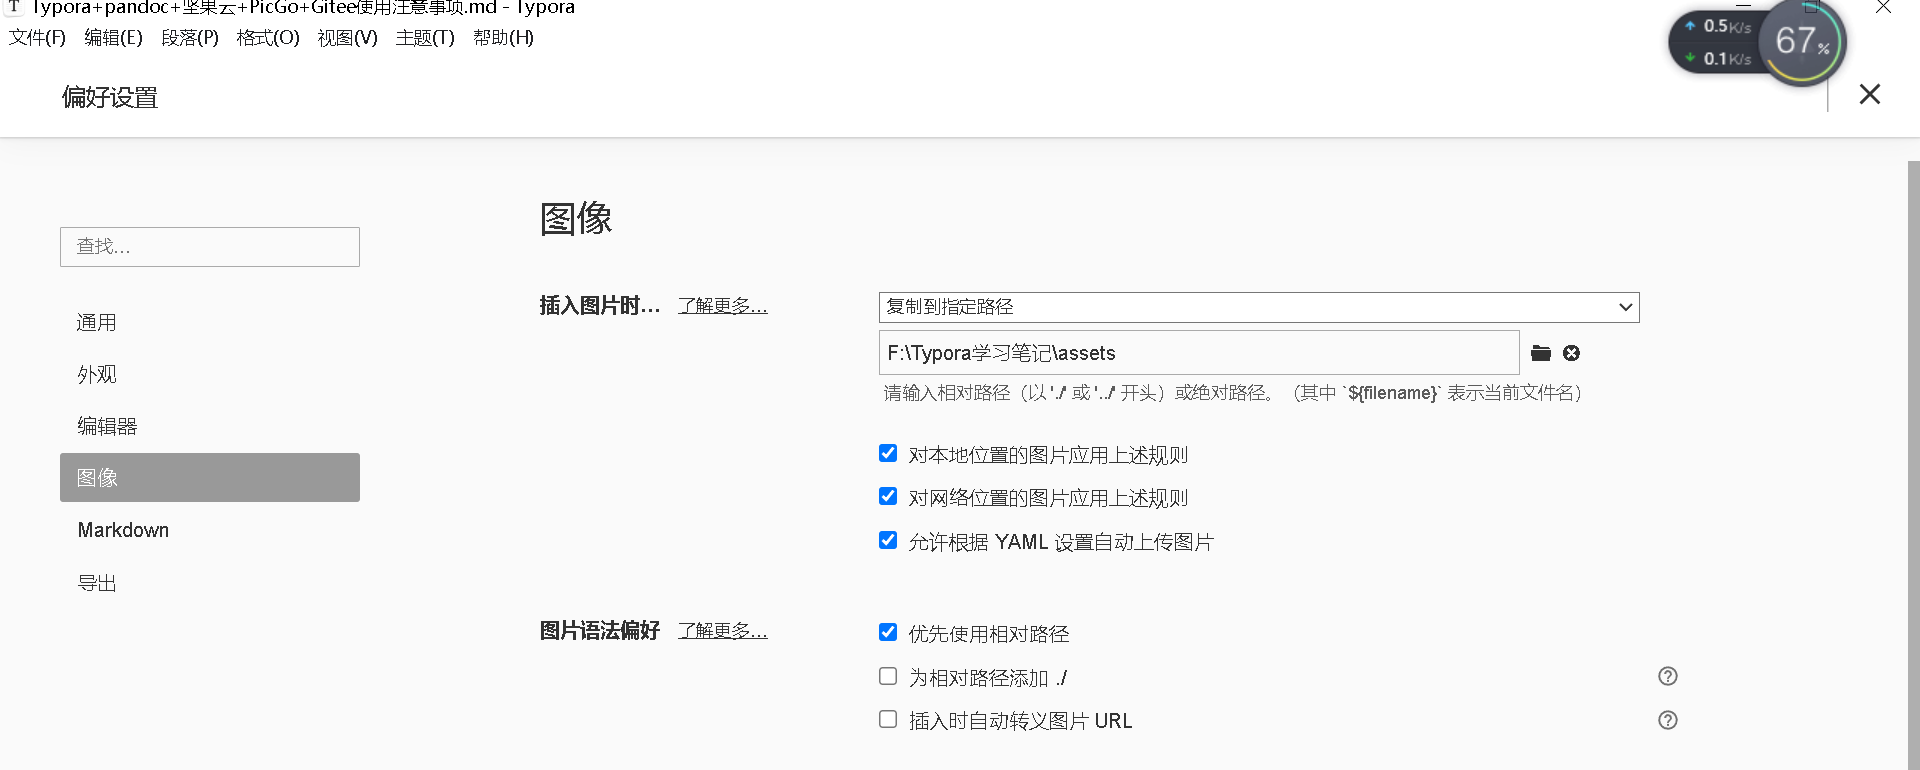 T Typora+pandoc+坚果云+PicGo+Gitee使用注意事项.md - Typora
文件(F) 编辑(E) 段落(P) 格式(O) 视图(V) 主题(T) 帮助(H)
0.5K/s
0.1K/s
67%
偏好设置
查找...
通用
外观
编辑器
图像
Markdown
导出
图像
插入图片时... 了解更多... 复制到指定路径
F:\Typora学习笔记\assets
请输入相对路径（以 './' 或 '../' 开头）或绝对路径。（其中 `${filename}` 表示当前文件名）
对本地位置的图片应用上述规则
对网络位置的图片应用上述规则
允许根据 YAML 设置自动上传图片
图片语法偏好 了解更多... 优先使用相对路径
为相对路径添加 ./
插入时自动转义图片 URL